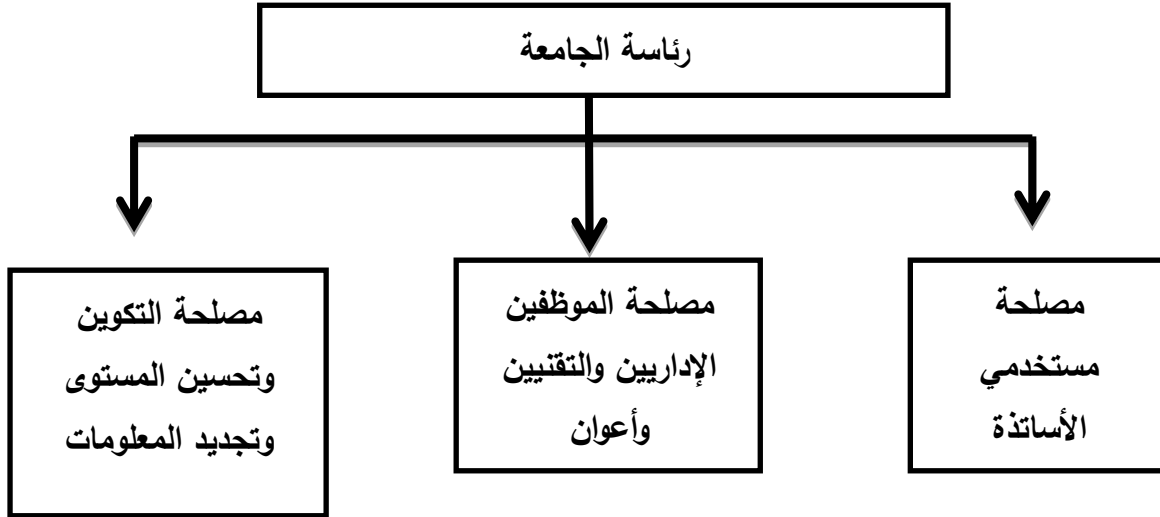 رئاسة الجامعة
مصلحة
مستخدمي
الأساتذة
مصلحة الموظفين
الإداريين والتقنيين
وأعوان
مصلحة التكوين
وتحسين المستوى
وتجديد المعلومات